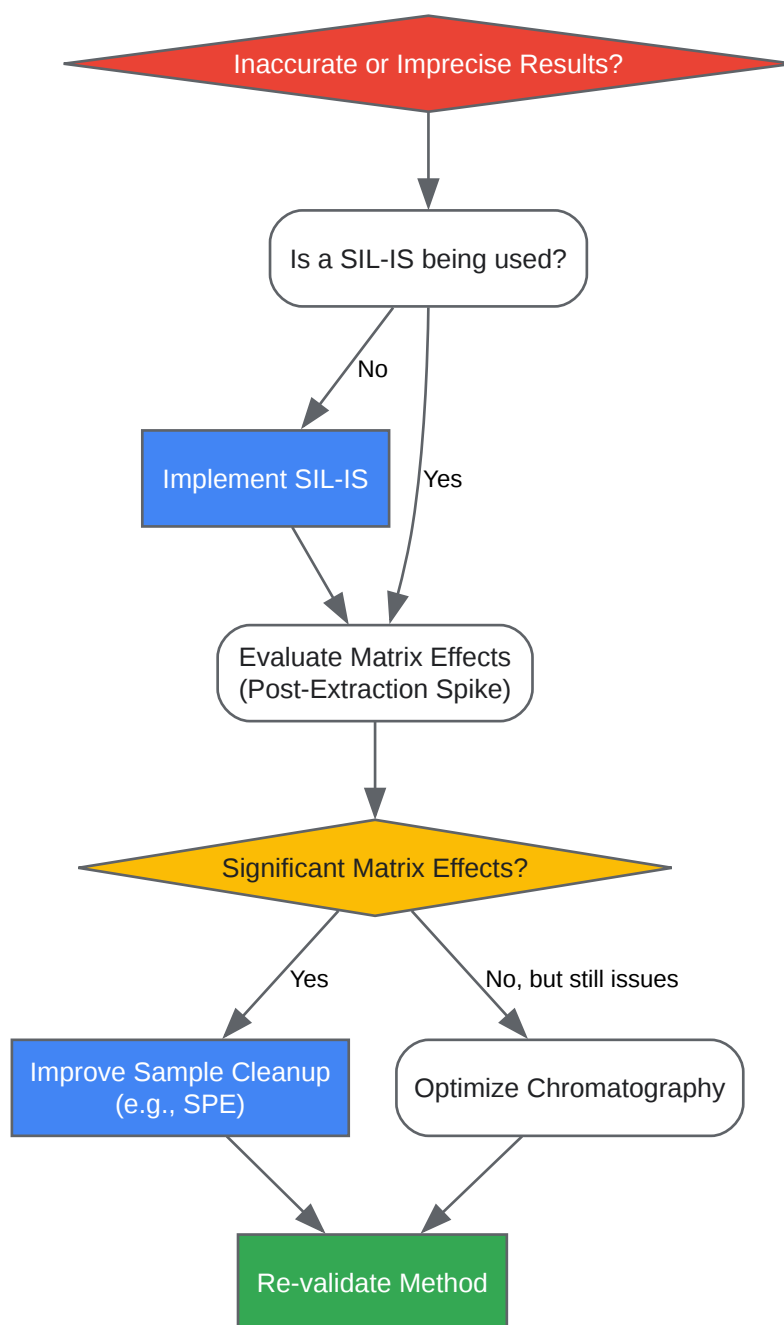 Inaccurate or Imprecise Results?
Is a SIL-IS being used?
No
Implement SIL-IS
Yes
Evaluate Matrix Effects
(Post-Extraction Spike)
Significant Matrix Effects?
Yes
No, but still issues
Improve Sample Cleanup
(e.g., SPE)
Optimize Chromatography
Re-validate Method